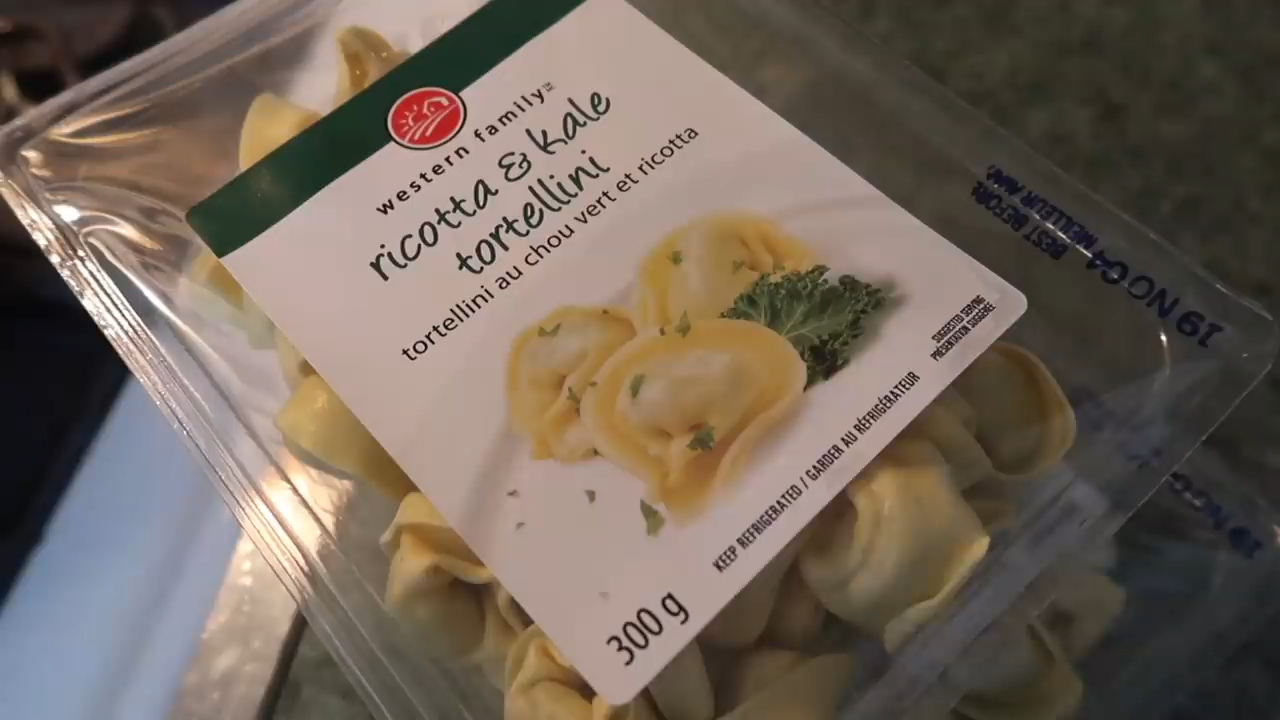 western family™
ricotta & kale
tortellini
tortellini au chou vert et ricotta
SUGGESTED SERVING
PRÉSENTATION SUGGÉRÉE
KEEP REFRIGERATED / GARDER AU RÉFRIGÉRATEUR
300 g
BEST BEFORE
MEILLEUR AVANT
19 NO 04